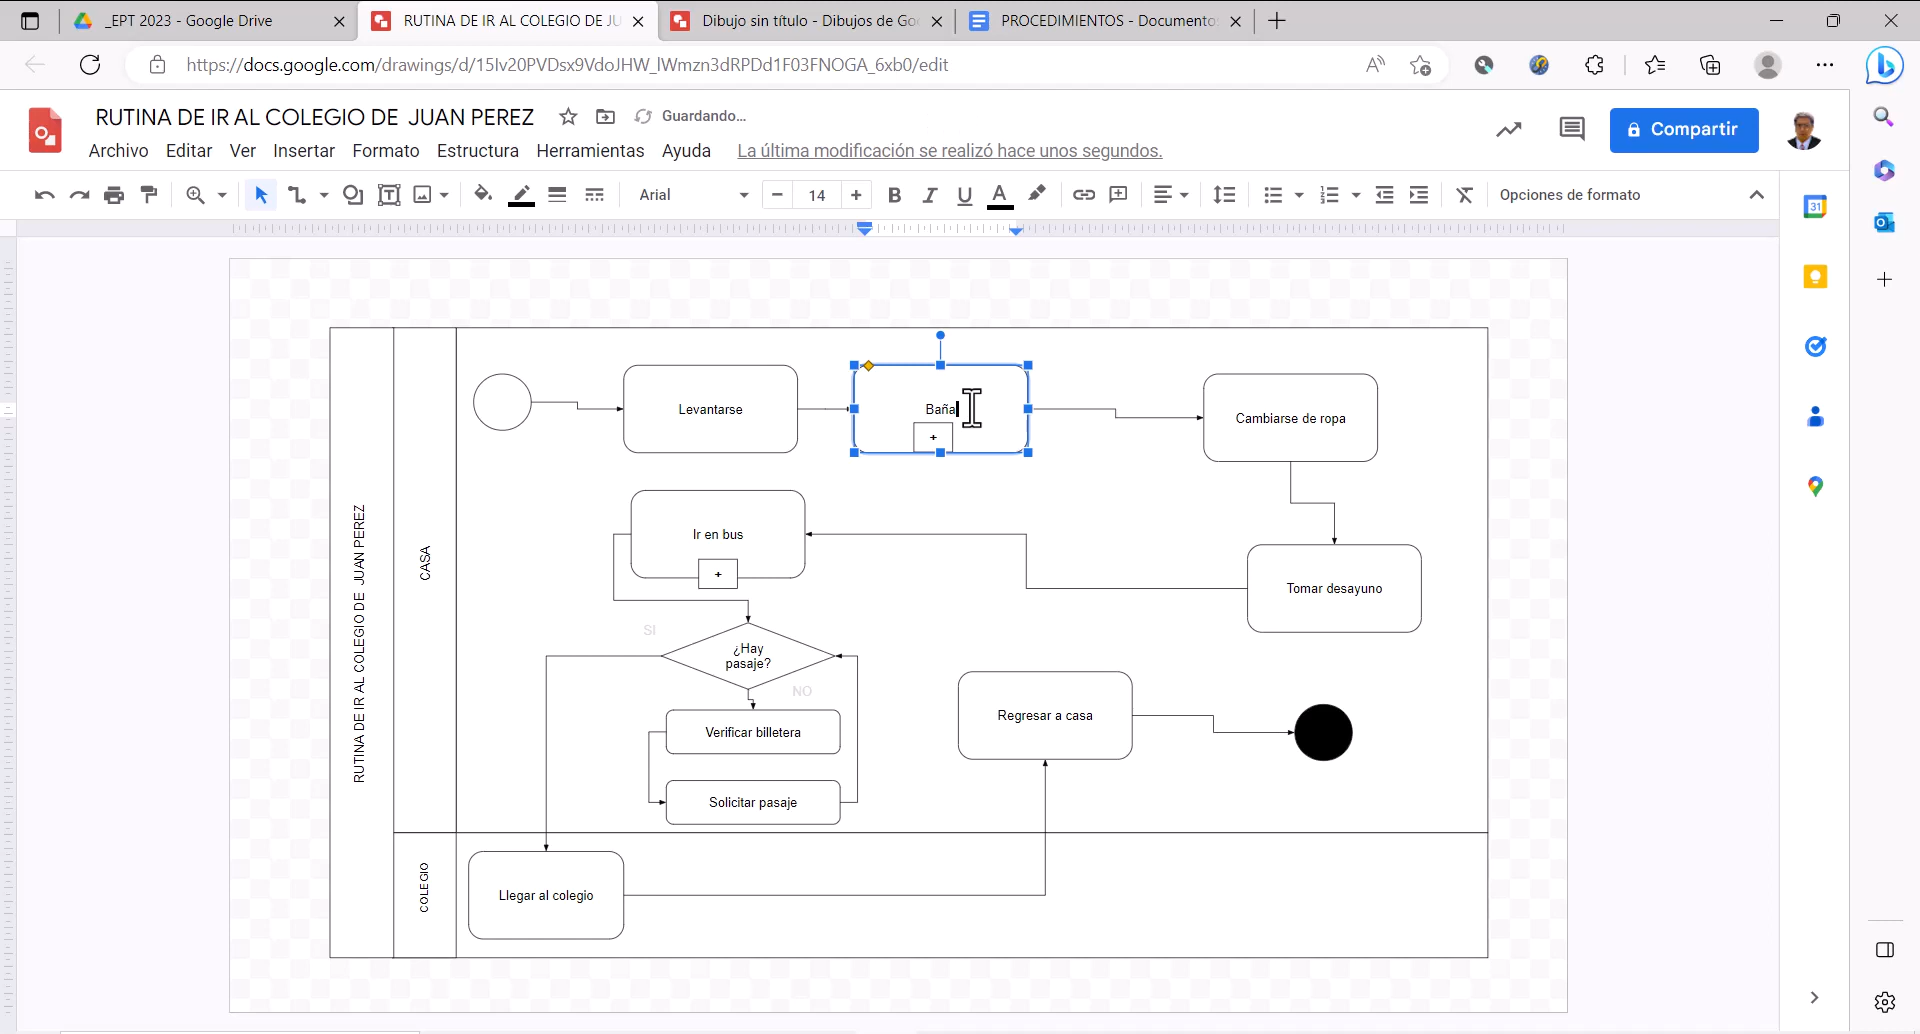 _EPT 2023 - Google Drive
RUTINA DE IR AL COLEGIO DE JU
Dibujo sin título - Dibujos de Goo
PROCEDIMIENTOS - Documento
https://docs.google.com/drawings/d/15Iv20PVDsx9VdoJHW_IWmzn3dRPDd1F03FNOGA_6xb0/edit
RUTINA DE IR AL COLEGIO DE JUAN PEREZ
Guardando...
Compartir
Archivo Editar Ver Insertar Formato Estructura Herramientas Ayuda
La última modificación se realizó hace unos segundos.
Arial
14
B I U A
Opciones de formato
31
RUTINA DE IR AL COLEGIO DE JUAN PEREZ
CASA
Levantarse
Baña
+
Cambiarse de ropa
Ir en bus
+
Tomar desayuno
SI
¿Hay
pasaje?
NO
Verificar billetera
Regresar a casa
Solicitar pasaje
COLEGIO
Llegar al colegio